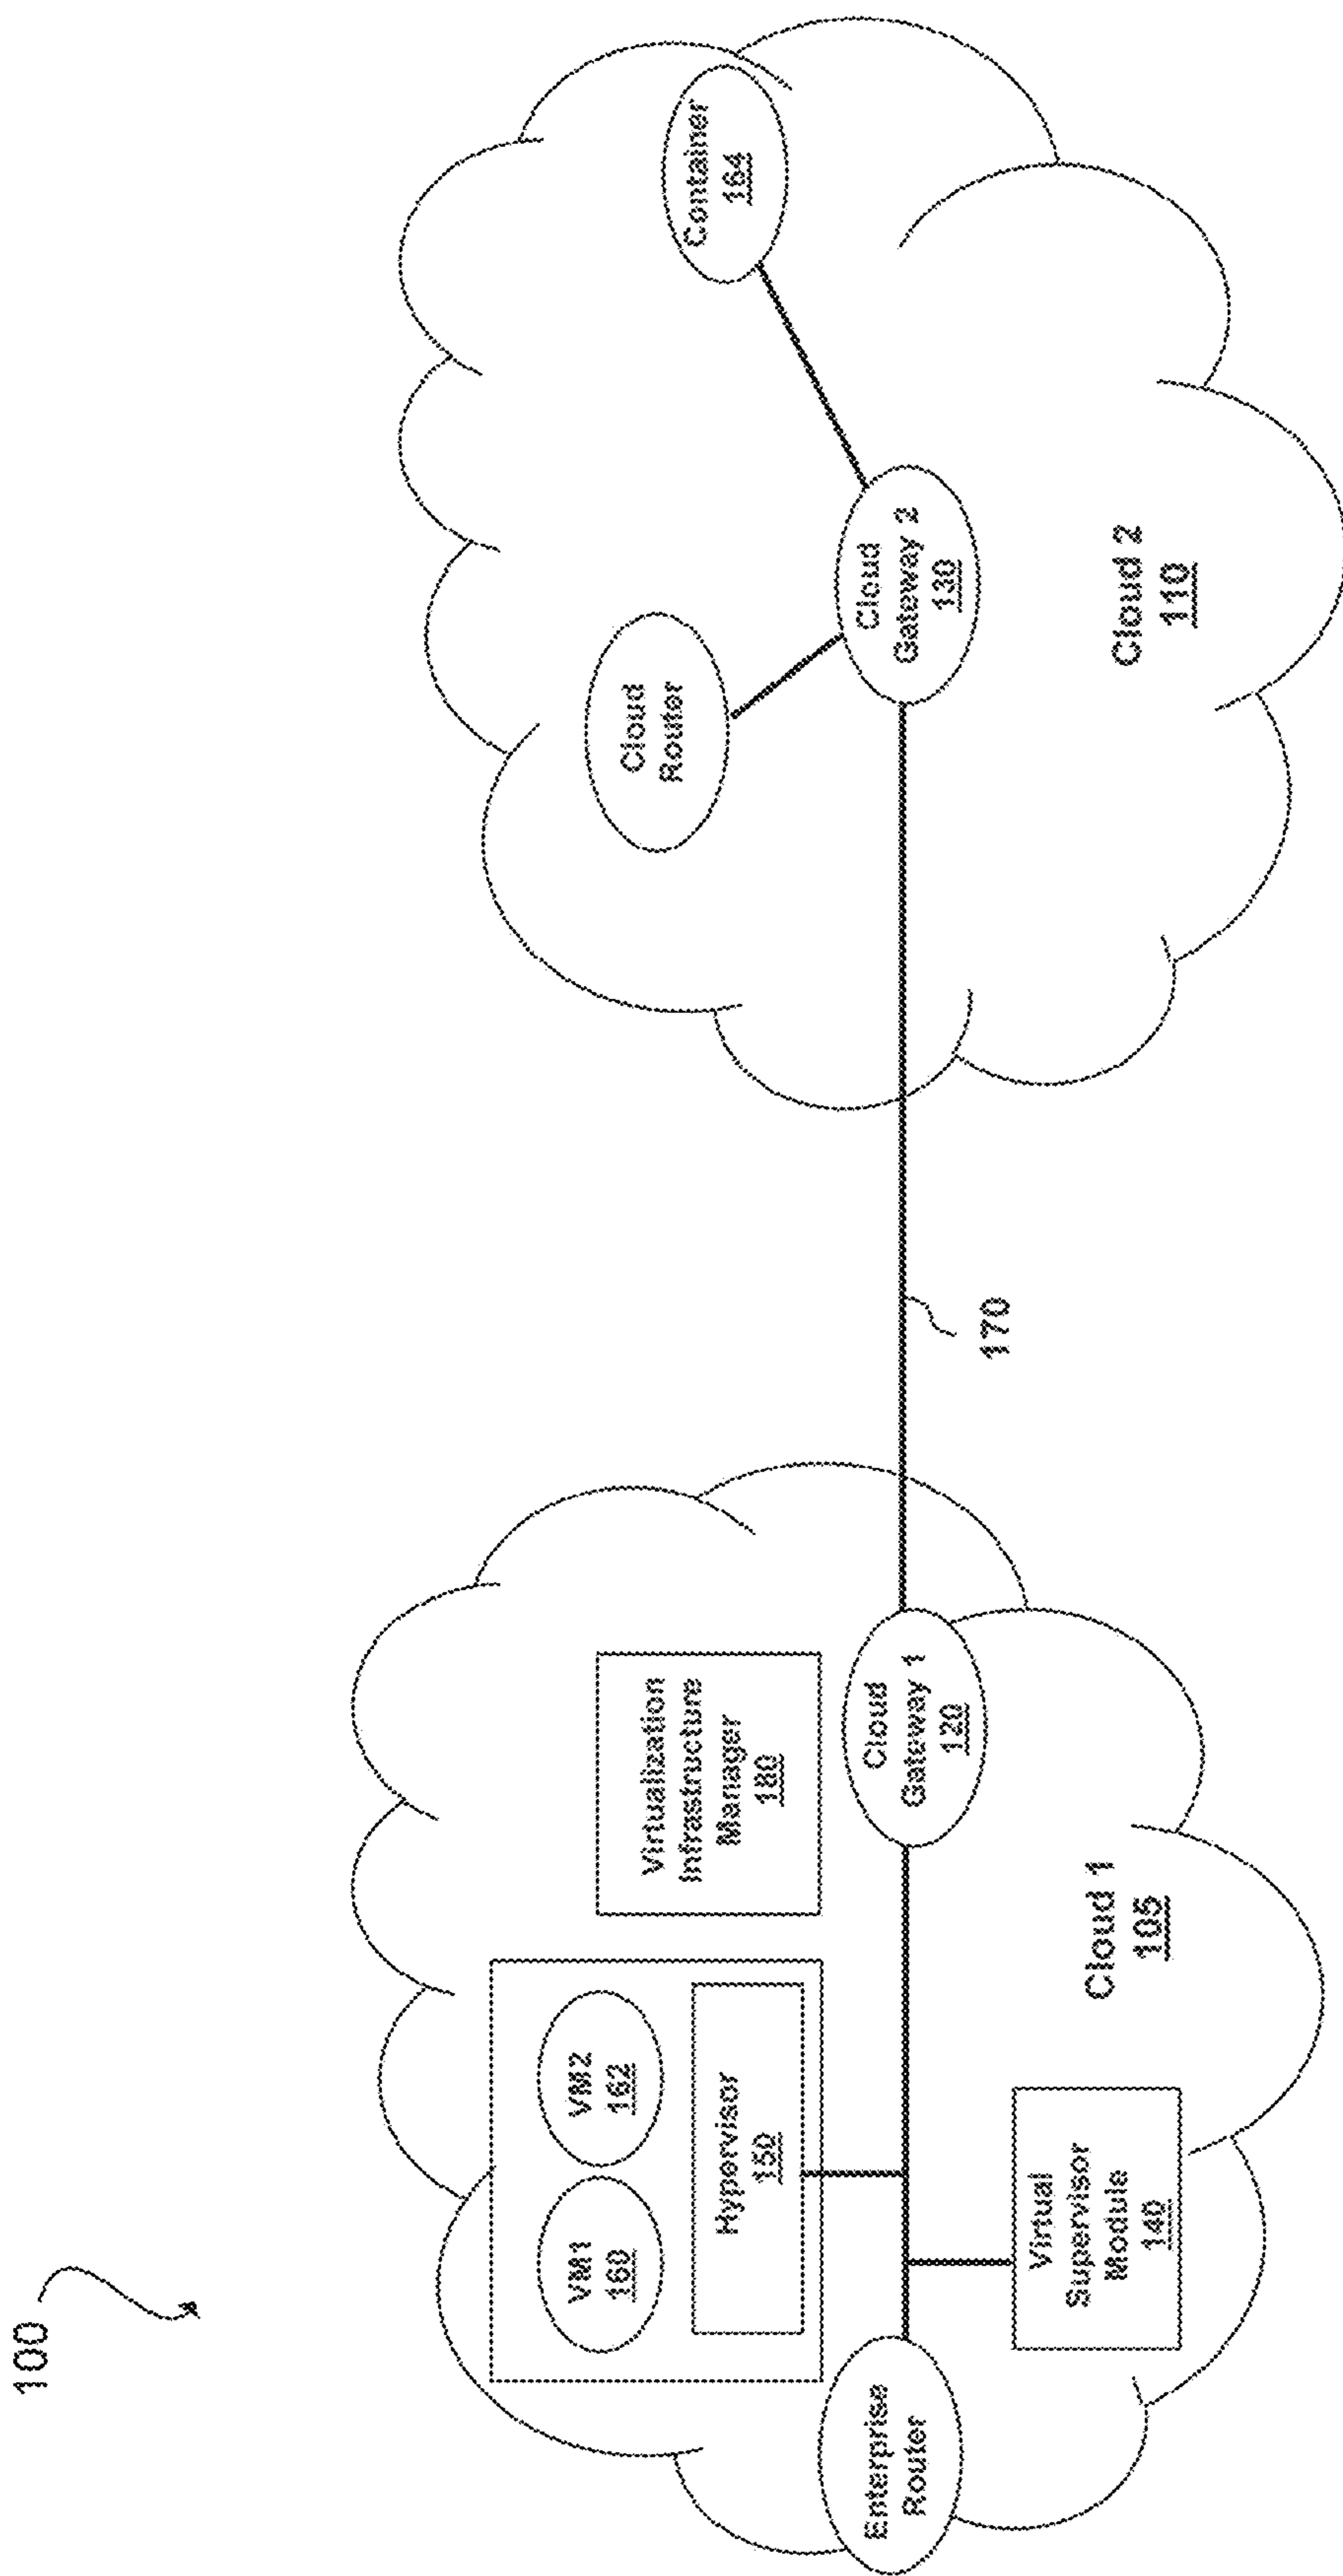 100
VM1
160
VM2
162
Hypervisor
150
Virtualization
Infrastructure
Manager
180
Enterprise
Router
Virtual
Supervisor
Module
140
Cloud
Gateway 1
120
Cloud 1
105
170
Cloud
Router
Cloud
Gateway 2
130
Container
164
Cloud 2
110